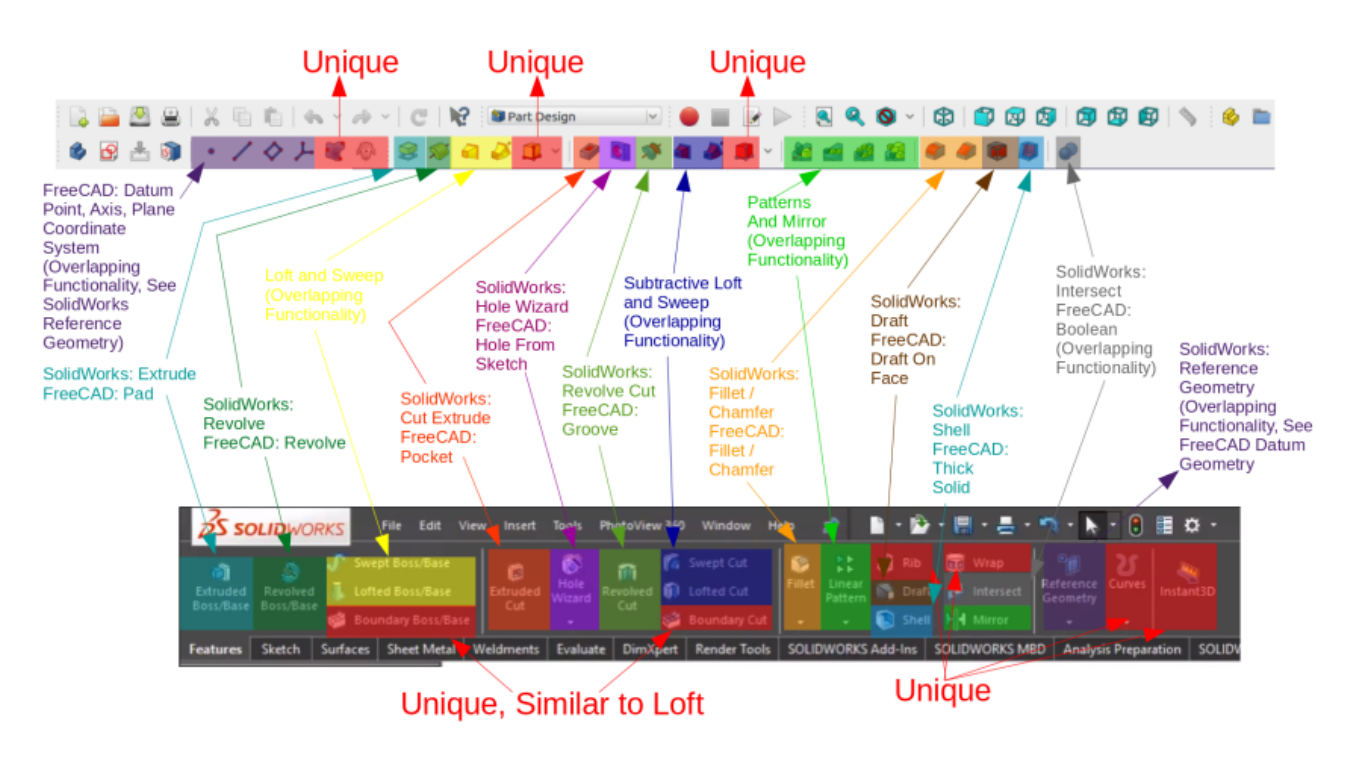 Unique
Unique
Unique
Part Design
FreeCAD: Datum
Point, Axis, Plane
Coordinate
System
(Overlapping
Functionality, See
SolidWorks
Reference
Geometry)
SolidWorks: Extrude
FreeCAD: Pad
SolidWorks:
Revolve
FreeCAD: Revolve
Loft and Sweep
(Overlapping
Functionality)
SolidWorks:
Cut Extrude
FreeCAD:
Pocket
SolidWorks:
Hole Wizard
FreeCAD:
Hole From
Sketch
SolidWorks:
Revolve Cut
FreeCAD:
Groove
Subtractive Loft
and Sweep
(Overlapping
Functionality)
Patterns
And Mirror
(Overlapping
Functionality)
SolidWorks:
Fillet /
Chamfer
FreeCAD:
Fillet /
Chamfer
SolidWorks:
Draft
FreeCAD:
Draft On
Face
SolidWorks:
Shell
FreeCAD:
Thick
Solid
SolidWorks:
Intersect
FreeCAD:
Boolean
(Overlapping
Functionality)
SolidWorks:
Reference
Geometry
(Overlapping
Functionality, See
FreeCAD Datum
Geometry
SOLIDWORKS File Edit View Insert Tools PhotoView 360 Window Help
Extruded
Boss/Base
Revolved
Boss/Base
Swept Boss/Base
Lofted Boss/Base
Boundary Boss/Base
Extruded
Cut
Hole
Wizard
Revolved
Cut
Swept Cut
Lofted Cut
Boundary Cut
Fillet
Linear
Pattern
Rib
Draft
Shell
Wrap
Intersect
Mirror
Reference
Geometry
Curves
Instant3D
Features Sketch Surfaces Sheet Metal Weldments Evaluate DimXpert Render Tools SOLIDWORKS Add-Ins SOLIDWORKS MBD Analysis Preparation SOLIDW
Unique, Similar to Loft
Unique